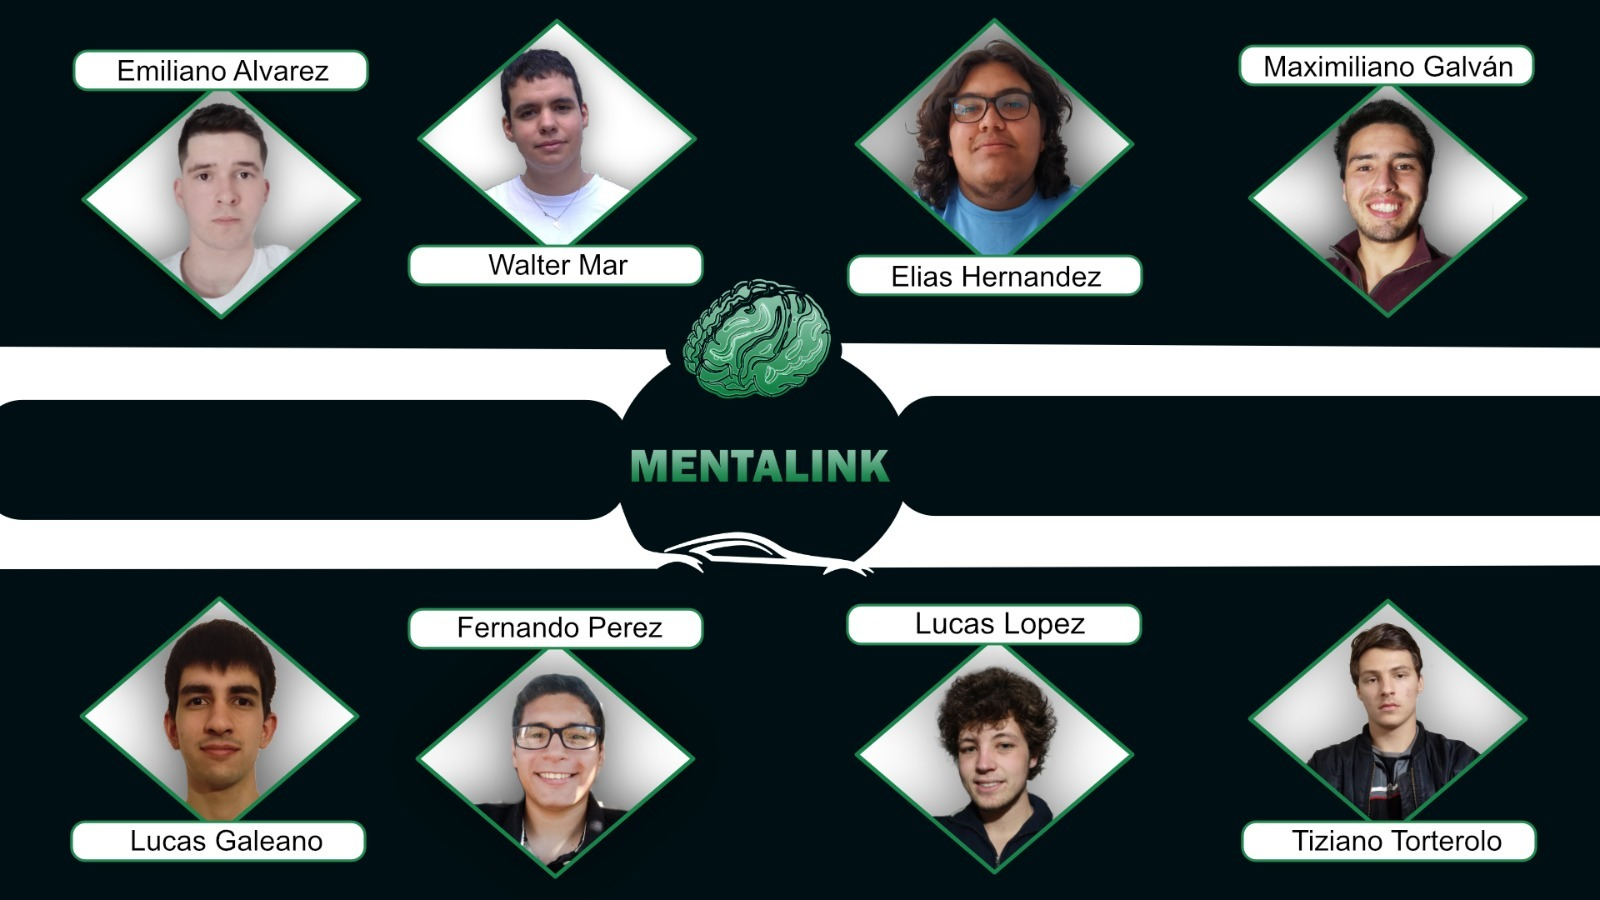 Emiliano Alvarez
Walter Mar
Elias Hernandez
Maximiliano Galván
MENTALINK
Lucas Galeano
Fernando Perez
Lucas Lopez
Tiziano Torterolo